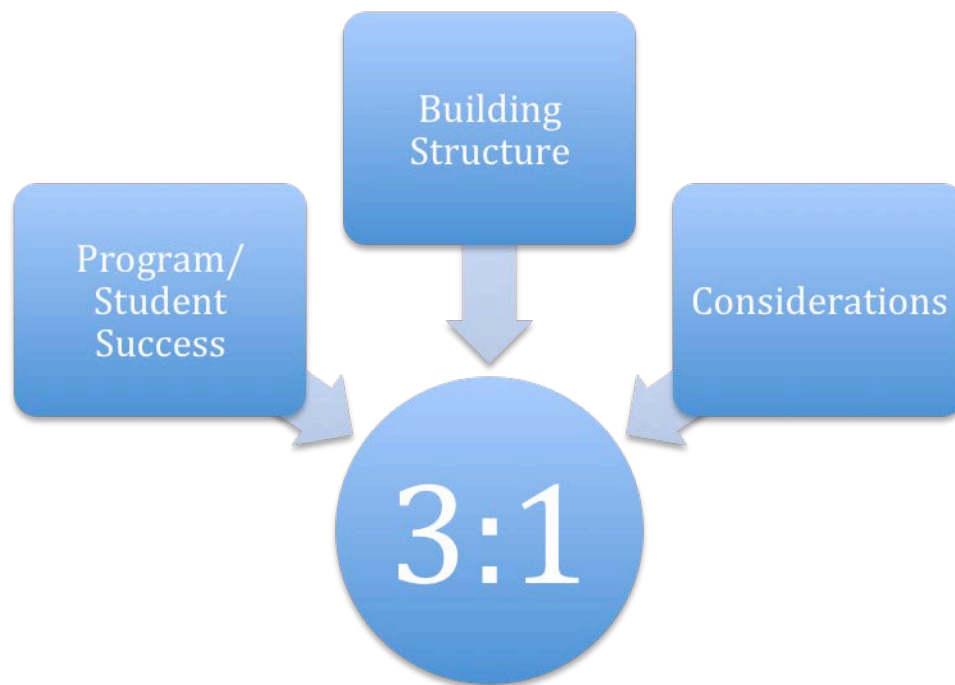 Building
Structure
Program/
Student
Success
Considerations
3:1